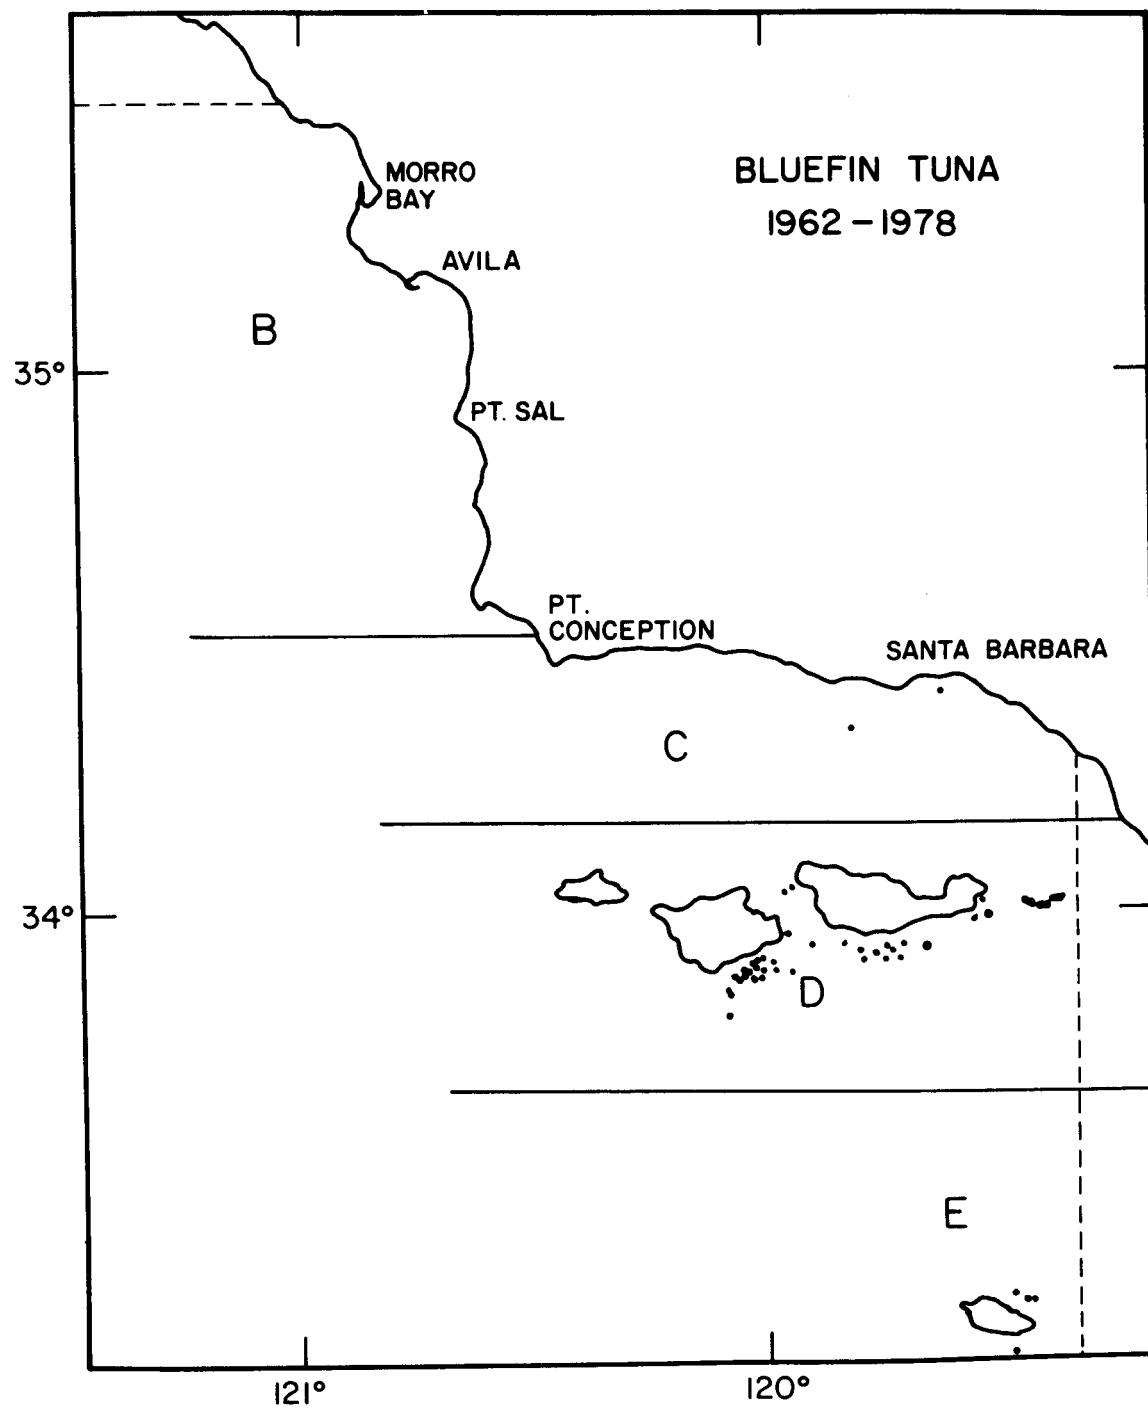 BLUEFIN TUNA
1962 – 1978
MORRO
BAY
AVILA
B
35°
PT. SAL
PT.
CONCEPTION
SANTA BARBARA
C
34°
D
E
121°
120°